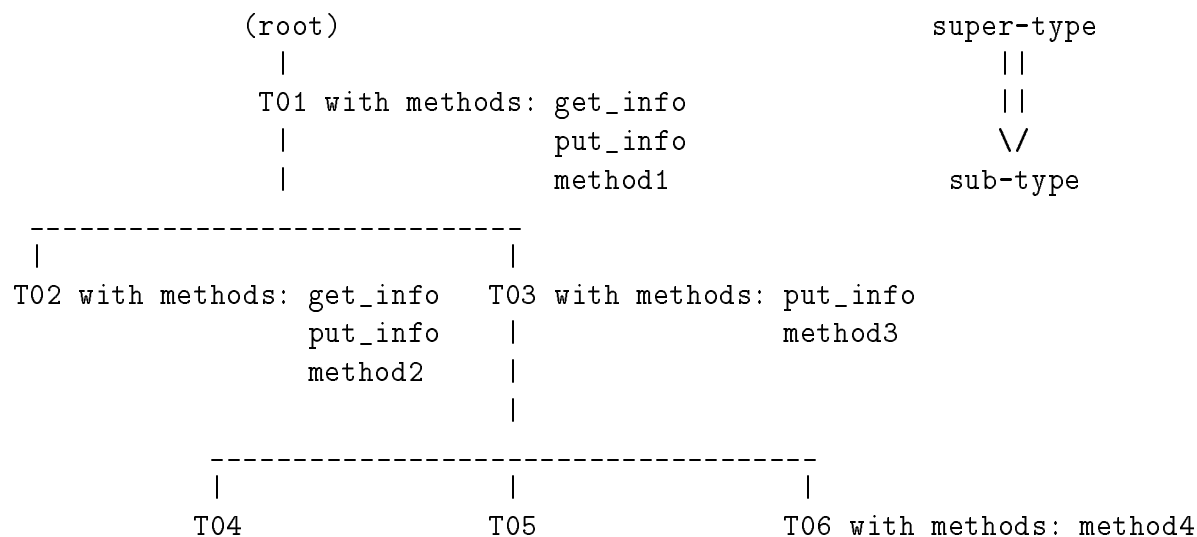 (root)                                    super-type
  |                                           ||
T01 with methods: get_info                    ||
  |               put_info                    \/
  |               method1                  sub-type
------------------------------
|                             |
T02 with methods: get_info   T03 with methods: put_info
                  put_info    |                method3
                  method2     |
                              |
-------------------------------------
|                  |                 |
T04               T05               T06 with methods: method4